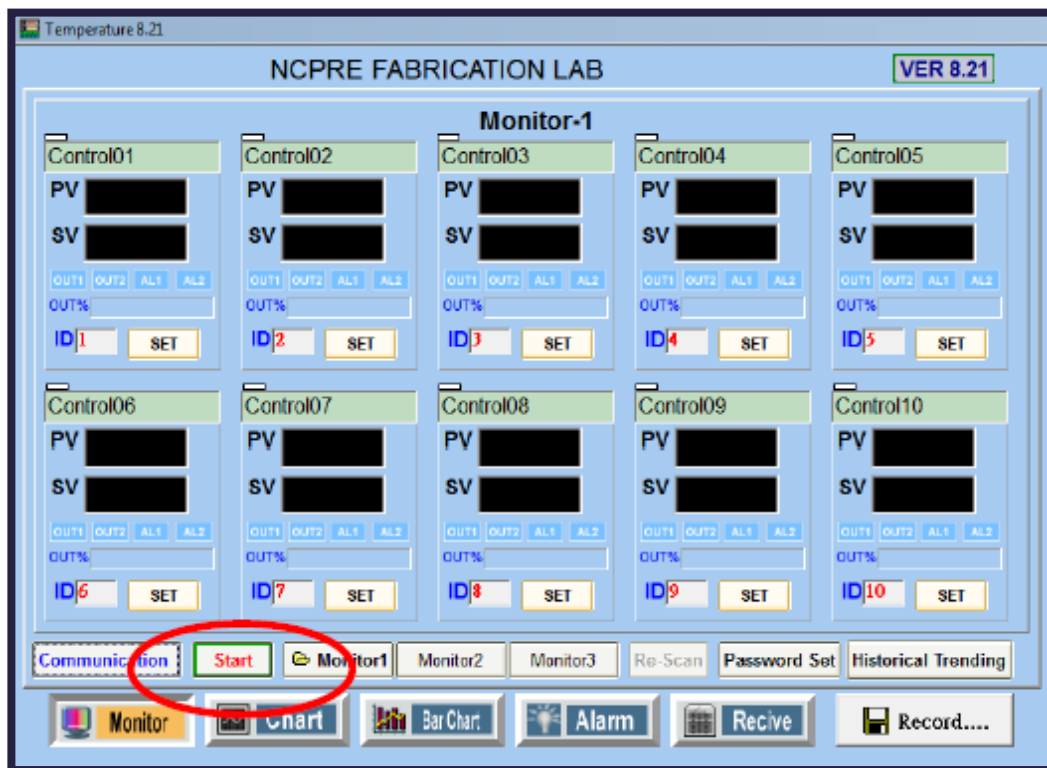 Temperature 8.21
NCPRE FABRICATION LAB
VER 8.21
Monitor-1
Control01 Control02 Control03 Control04 Control05
PV PV PV PV PV
SV SV SV SV SV
OUT1 OUT2 AL1 AL2 OUT1 OUT2 AL1 AL2 OUT1 OUT2 AL1 AL2 OUT1 OUT2 AL1 AL2 OUT1 OUT2 AL1 AL2
OUT% OUT% OUT% OUT% OUT%
ID 1 SET ID 2 SET ID 3 SET ID 4 SET ID 5 SET
Control06 Control07 Control08 Control09 Control10
PV PV PV PV PV
SV SV SV SV SV
OUT1 OUT2 AL1 AL2 OUT1 OUT2 AL1 AL2 OUT1 OUT2 AL1 AL2 OUT1 OUT2 AL1 AL2 OUT1 OUT2 AL1 AL2
OUT% OUT% OUT% OUT% OUT%
ID 6 SET ID 7 SET ID 8 SET ID 9 SET ID 10 SET
Communication Start Monitor1 Monitor2 Monitor3 Re-Scan Password Set Historical Trending
Monitor Chart Bar Chart Alarm Recive Record....